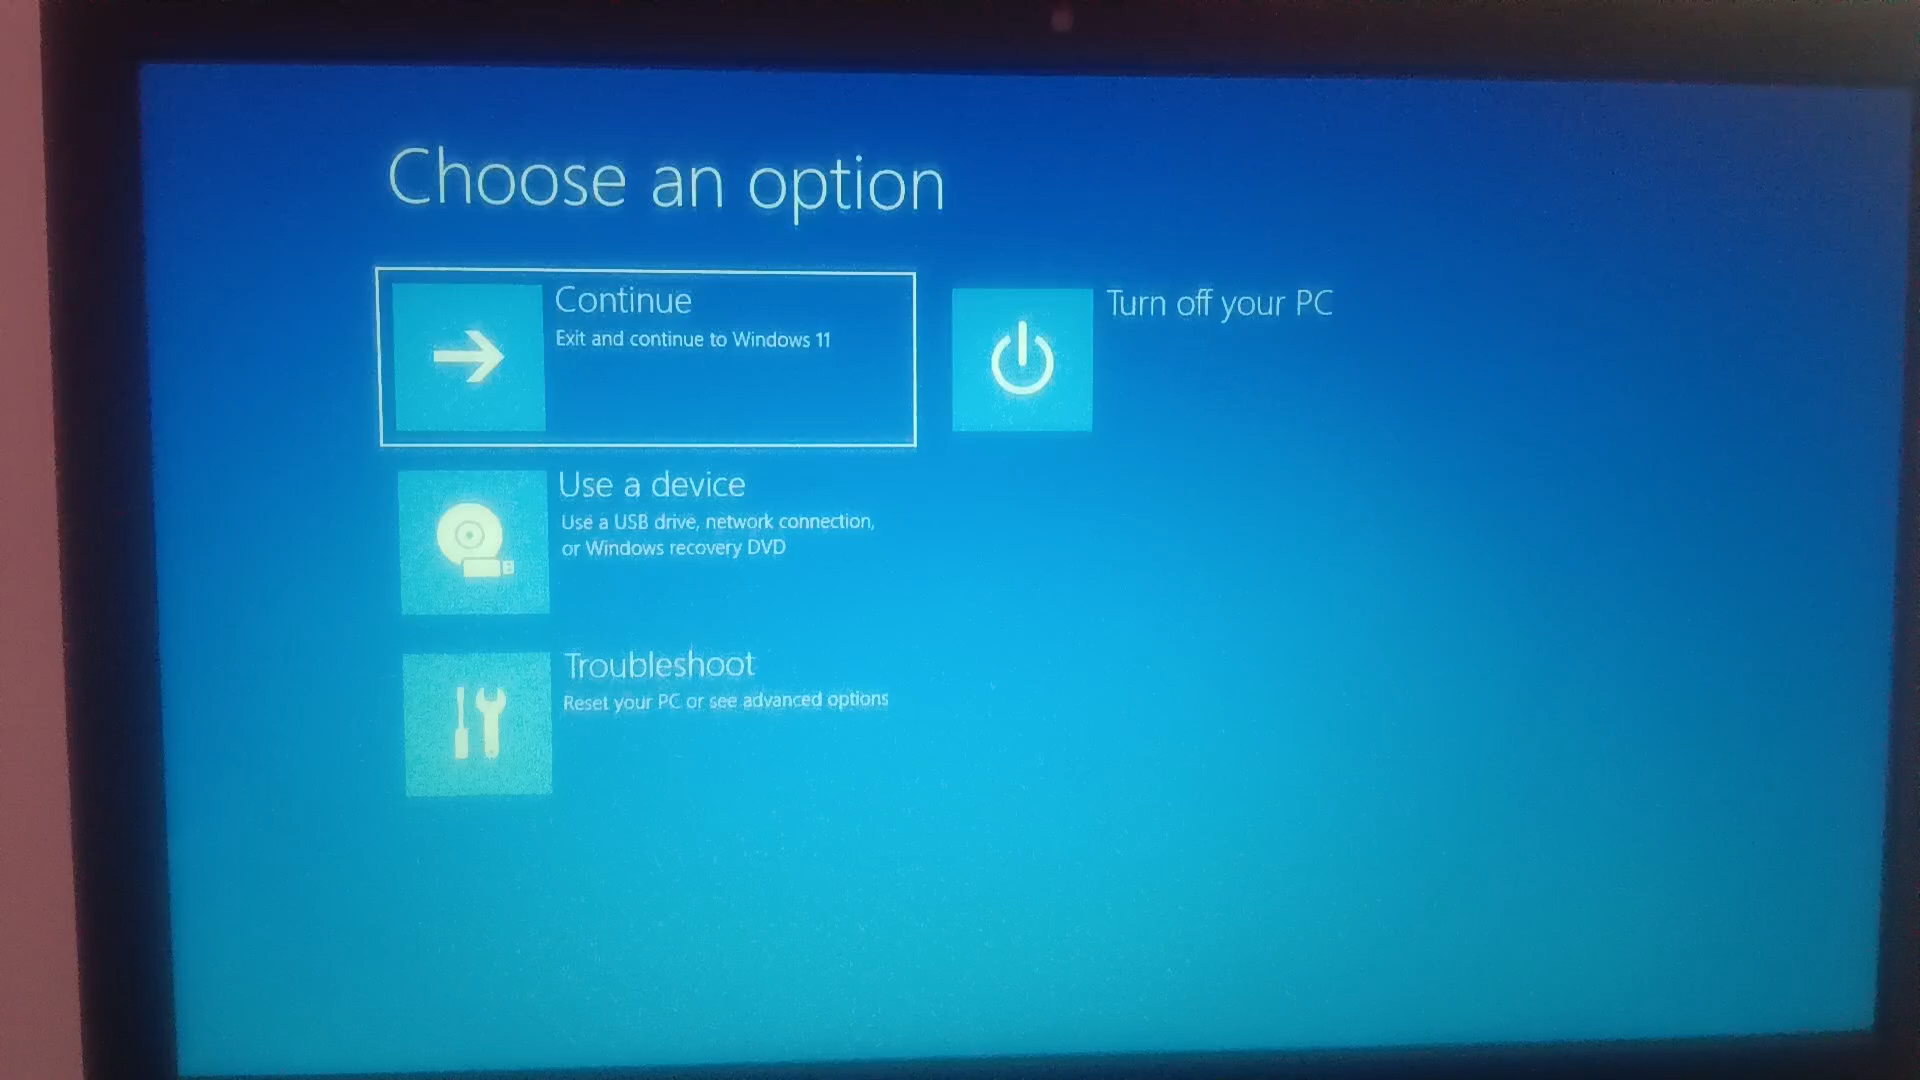 Choose an option
Continue
Exit and continue to Windows 11
Turn off your PC
Use a device
Use a USB drive, network connection,
or Windows recovery DVD
Troubleshoot
Reset your PC or see advanced options